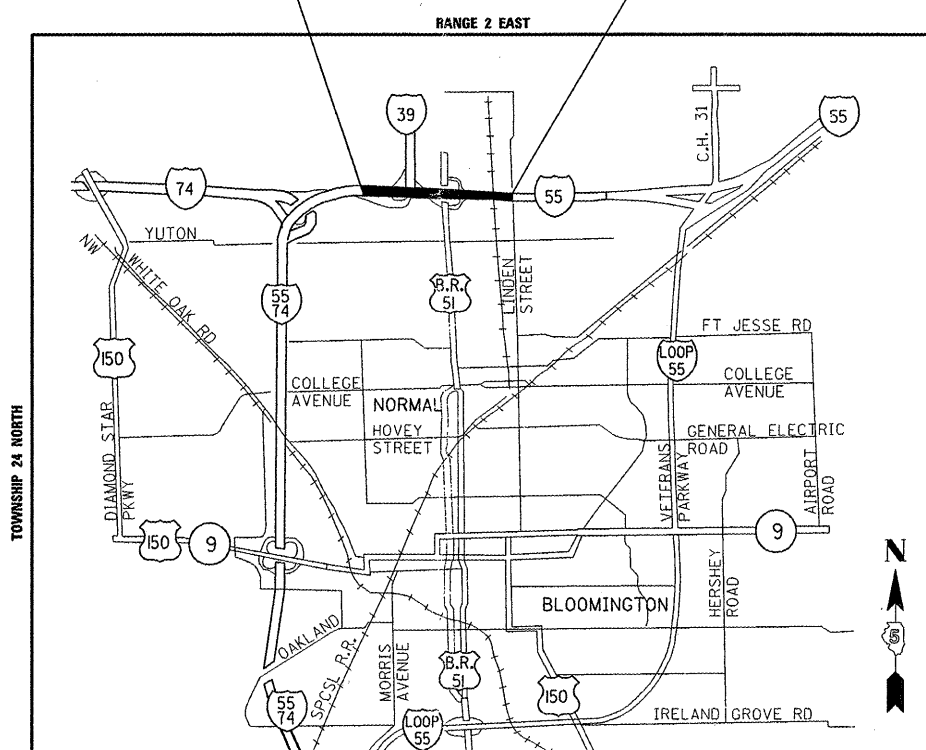 RANGE 2 EAST
39
55
C.H. 31
74
55
YUTON
NW
WHITE OAK RD
B.R.
51
LINDEN
STREET
55
74
FT JESSE RD
150
LOOP
55
COLLEGE
AVENUE
COLLEGE
AVENUE
NORMAL
HOVEY
STREET
GENERAL ELECTRIC
ROAD
TOWNSHIP 24 NORTH
DIAMOND STAR
PKWY
VETERANS
PARKWAY
AIRPORT
ROAD
150
9
9
N
HERSHEY
ROAD
BLOOMINGTON
OAKLAND
SPCSL R.R.
MORRIS
AVENUE
B.R.
51
150
55
74
LOOP
55
IRELAND GROVE RD